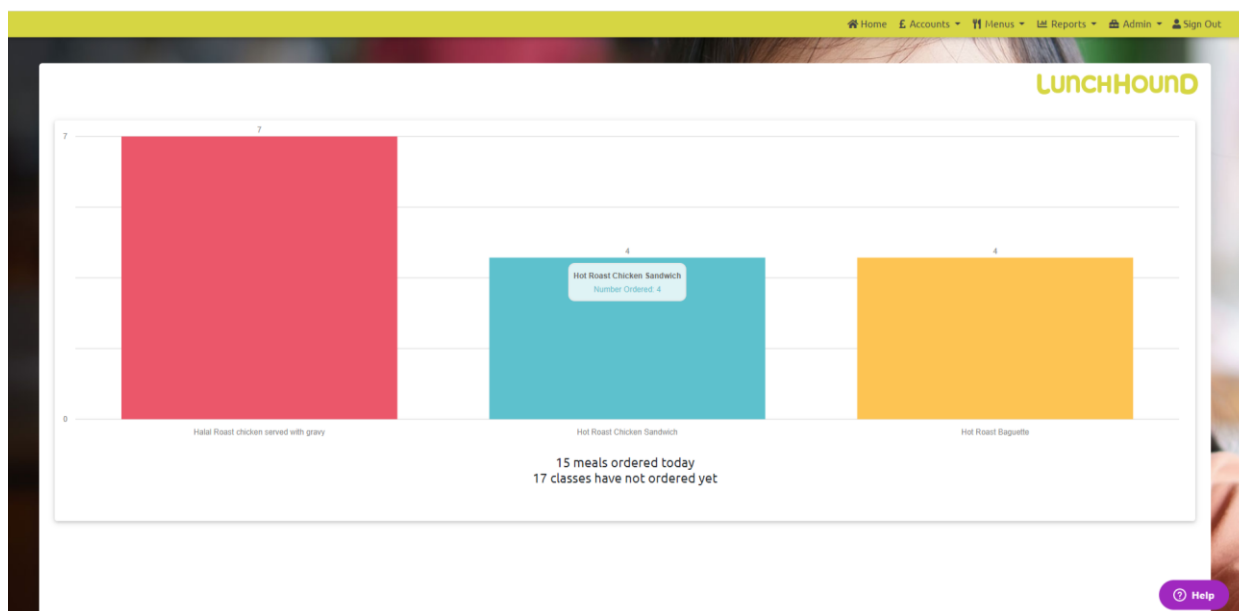 Home £ Accounts Menus Reports Admin Sign Out
LUNCHHOUND
7
7
4
4
Hot Roast Chicken Sandwich
Number Ordered: 4
0
Halal Roast chicken served with gravy Hot Roast Chicken Sandwich Hot Roast Baguette
15 meals ordered today
17 classes have not ordered yet
? Help